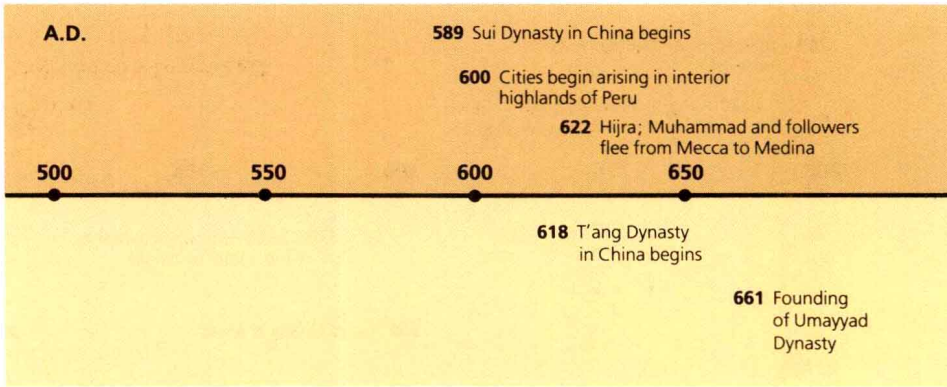 A.D.
589 Sui Dynasty in China begins
600 Cities begin arising in interior
highlands of Peru
622 Hijra; Muhammad and followers
flee from Mecca to Medina
500 550 600 650
618 T'ang Dynasty
in China begins
661 Founding
of Umayyad
Dynasty